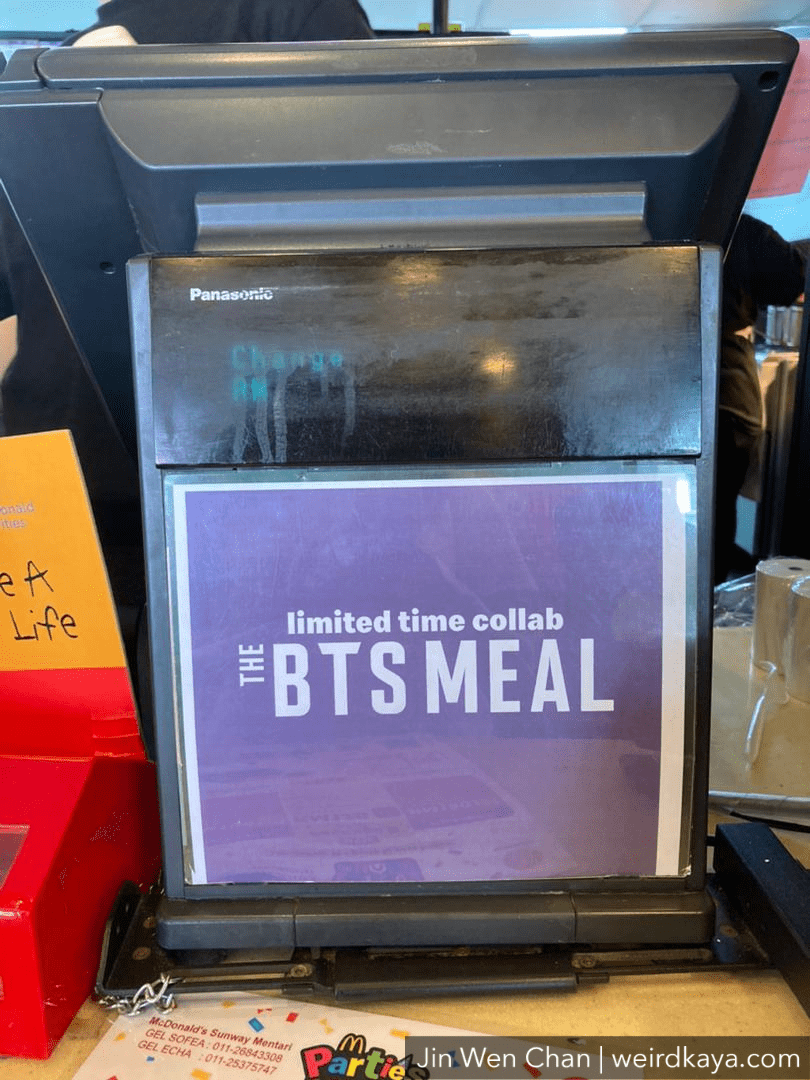 Panasonic
Change
RM
onald
e A
Life
limited time collab
THE
BTS MEAL
McDonald's Sunway Mentari
GEL SOFEA : 011-26843308
GEL ECHA : 011-25375747
Parties
Jin Wen Chan | weirdkaya.com